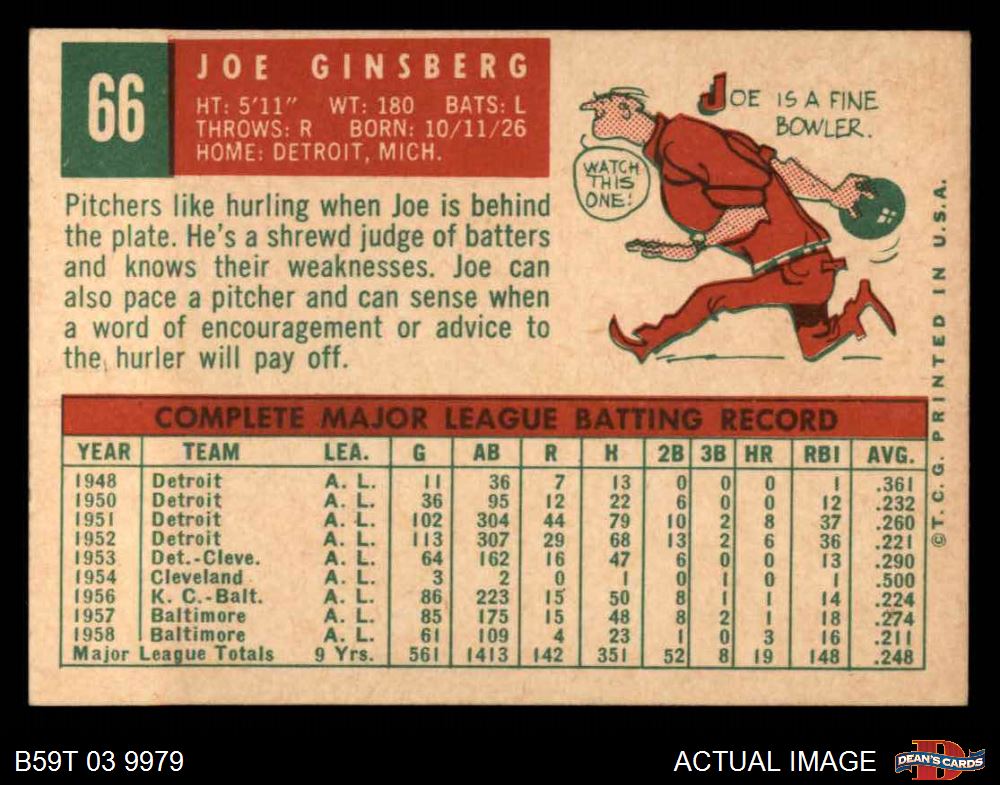 66
JOE GINSBERG
HT: 5'11" WT: 180 BATS: L
THROWS: R BORN: 10/11/26
HOME: DETROIT, MICH.
JOE IS A FINE
BOWLER.
WATCH
THIS
ONE!
Pitchers like hurling when Joe is behind
the plate. He's a shrewd judge of batters
and knows their weaknesses. Joe can
also pace a pitcher and can sense when
a word of encouragement or advice to
the hurler will pay off.
COMPLETE MAJOR LEAGUE BATTING RECORD
YEAR TEAM LEA. G AB R H 2B 3B HR RBI AVG.
1948 Detroit A. L. 11 36 7 13 0 0 0 1 .361
1950 Detroit A. L. 36 95 12 22 6 0 0 12 .232
1951 Detroit A. L. 102 304 44 79 10 2 8 37 .260
1952 Detroit A. L. 113 307 29 68 13 2 6 36 .221
1953 Det.-Cleve. A. L. 64 162 16 47 6 0 0 13 .290
1954 Cleveland A. L. 3 2 0 1 0 1 0 1 .500
1956 K. C.-Balt. A. L. 86 223 15 50 8 1 1 14 .224
1957 Baltimore A. L. 85 175 15 48 8 2 1 18 .274
1958 Baltimore A. L. 61 109 4 23 1 0 3 16 .211
Major League Totals 9 Yrs. 561 1413 142 351 52 8 19 148 .248
©T. C. G. PRINTED IN U.S.A.
B59T 03 9979
ACTUAL IMAGE
D
DEAN'S CARDS